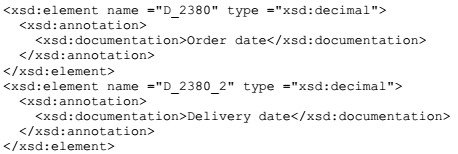 <xsd:element name ="D_2380" type ="xsd:decimal">
  <xsd:annotation>
    <xsd:documentation>Order date</xsd:documentation>
  </xsd:annotation>
</xsd:element>
<xsd:element name ="D_2380_2" type ="xsd:decimal">
  <xsd:annotation>
    <xsd:documentation>Delivery date</xsd:documentation>
  </xsd:annotation>
</xsd:element>